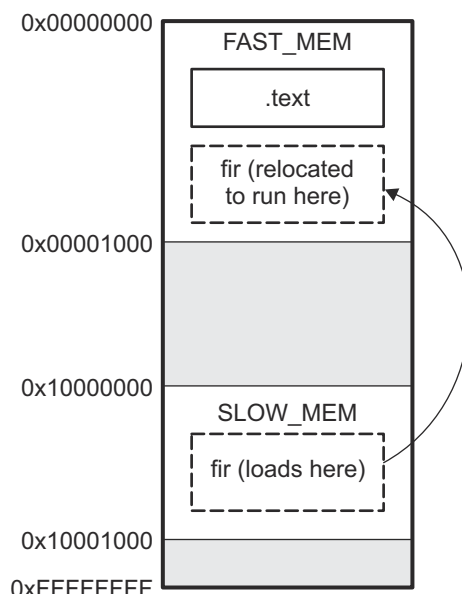 0x00000000
FAST_MEM
.text
fir (relocated
to run here)
0x00001000
0x10000000
SLOW_MEM
fir (loads here)
0x10001000
0xFFFFFFFF